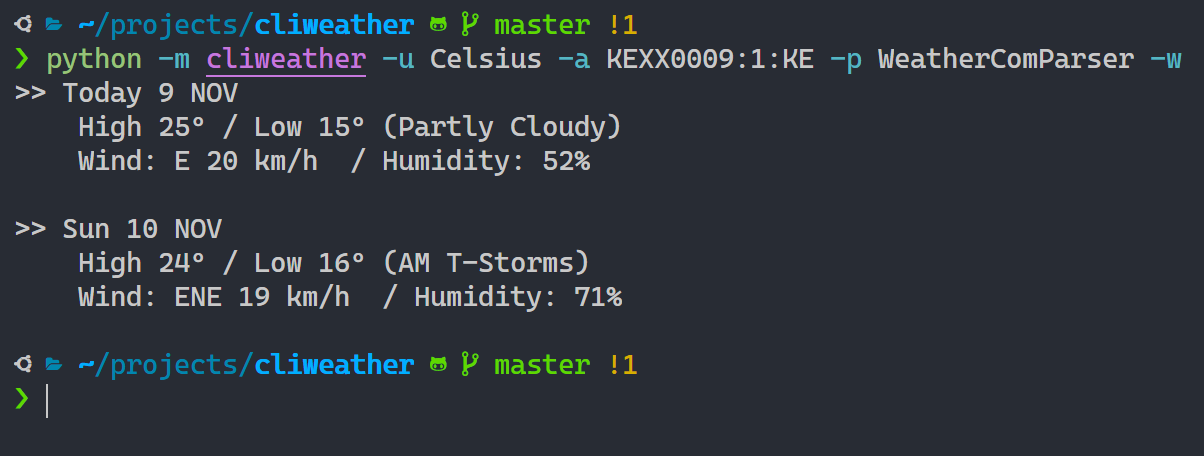 ~/projects/cliweather master !1
❯ python -m cliweather -u Celsius -a KEXX0009:1:KE -p WeatherComParser -w
>> Today 9 NOV
High 25° / Low 15° (Partly Cloudy)
Wind: E 20 km/h / Humidity: 52%
>> Sun 10 NOV
High 24° / Low 16° (AM T-Storms)
Wind: ENE 19 km/h / Humidity: 71%
~/projects/cliweather master !1
❯